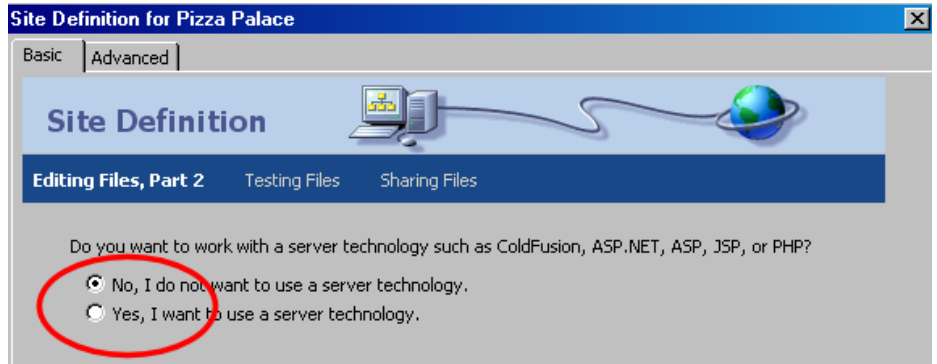 Site Definition for Pizza Palace
Basic Advanced
Site Definition
Editing Files, Part 2 Testing Files Sharing Files
Do you want to work with a server technology such as ColdFusion, ASP.NET, ASP, JSP, or PHP?
No, I do not want to use a server technology.
Yes, I want to use a server technology.